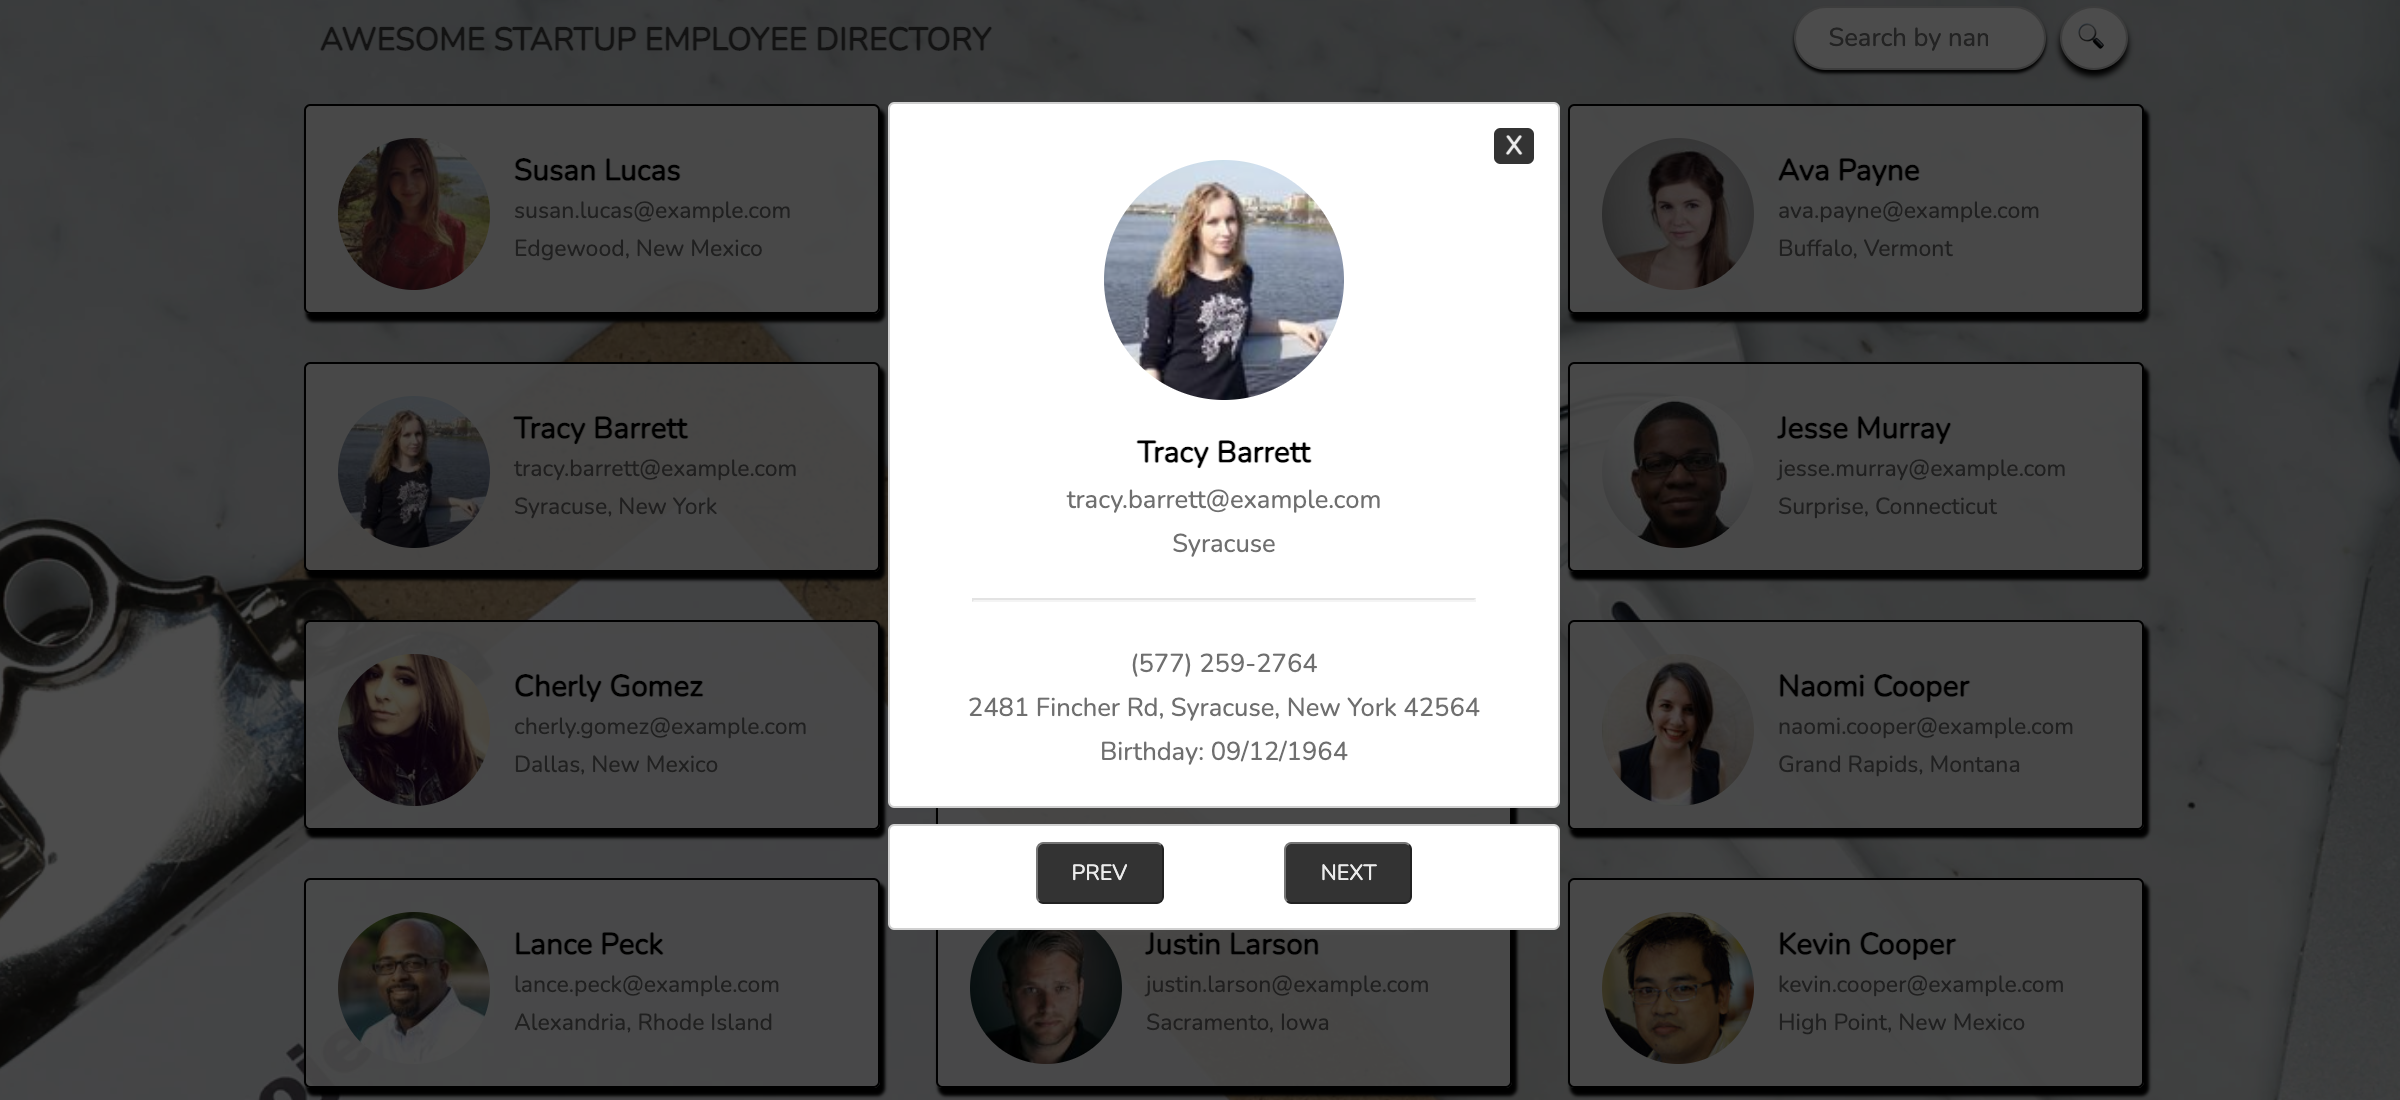 AWESOME STARTUP EMPLOYEE DIRECTORY
Search by nan
Susan Lucas
susan.lucas@example.com
Edgewood, New Mexico
X
Tracy Barrett
tracy.barrett@example.com
Syracuse
(577) 259-2764
2481 Fincher Rd, Syracuse, New York 42564
Birthday: 09/12/1964
PREV
NEXT
Ava Payne
ava.payne@example.com
Buffalo, Vermont
Tracy Barrett
tracy.barrett@example.com
Syracuse, New York
Jesse Murray
jesse.murray@example.com
Surprise, Connecticut
Cherly Gomez
cherly.gomez@example.com
Dallas, New Mexico
Naomi Cooper
naomi.cooper@example.com
Grand Rapids, Montana
Lance Peck
lance.peck@example.com
Alexandria, Rhode Island
Justin Larson
justin.larson@example.com
Sacramento, Iowa
Kevin Cooper
kevin.cooper@example.com
High Point, New Mexico